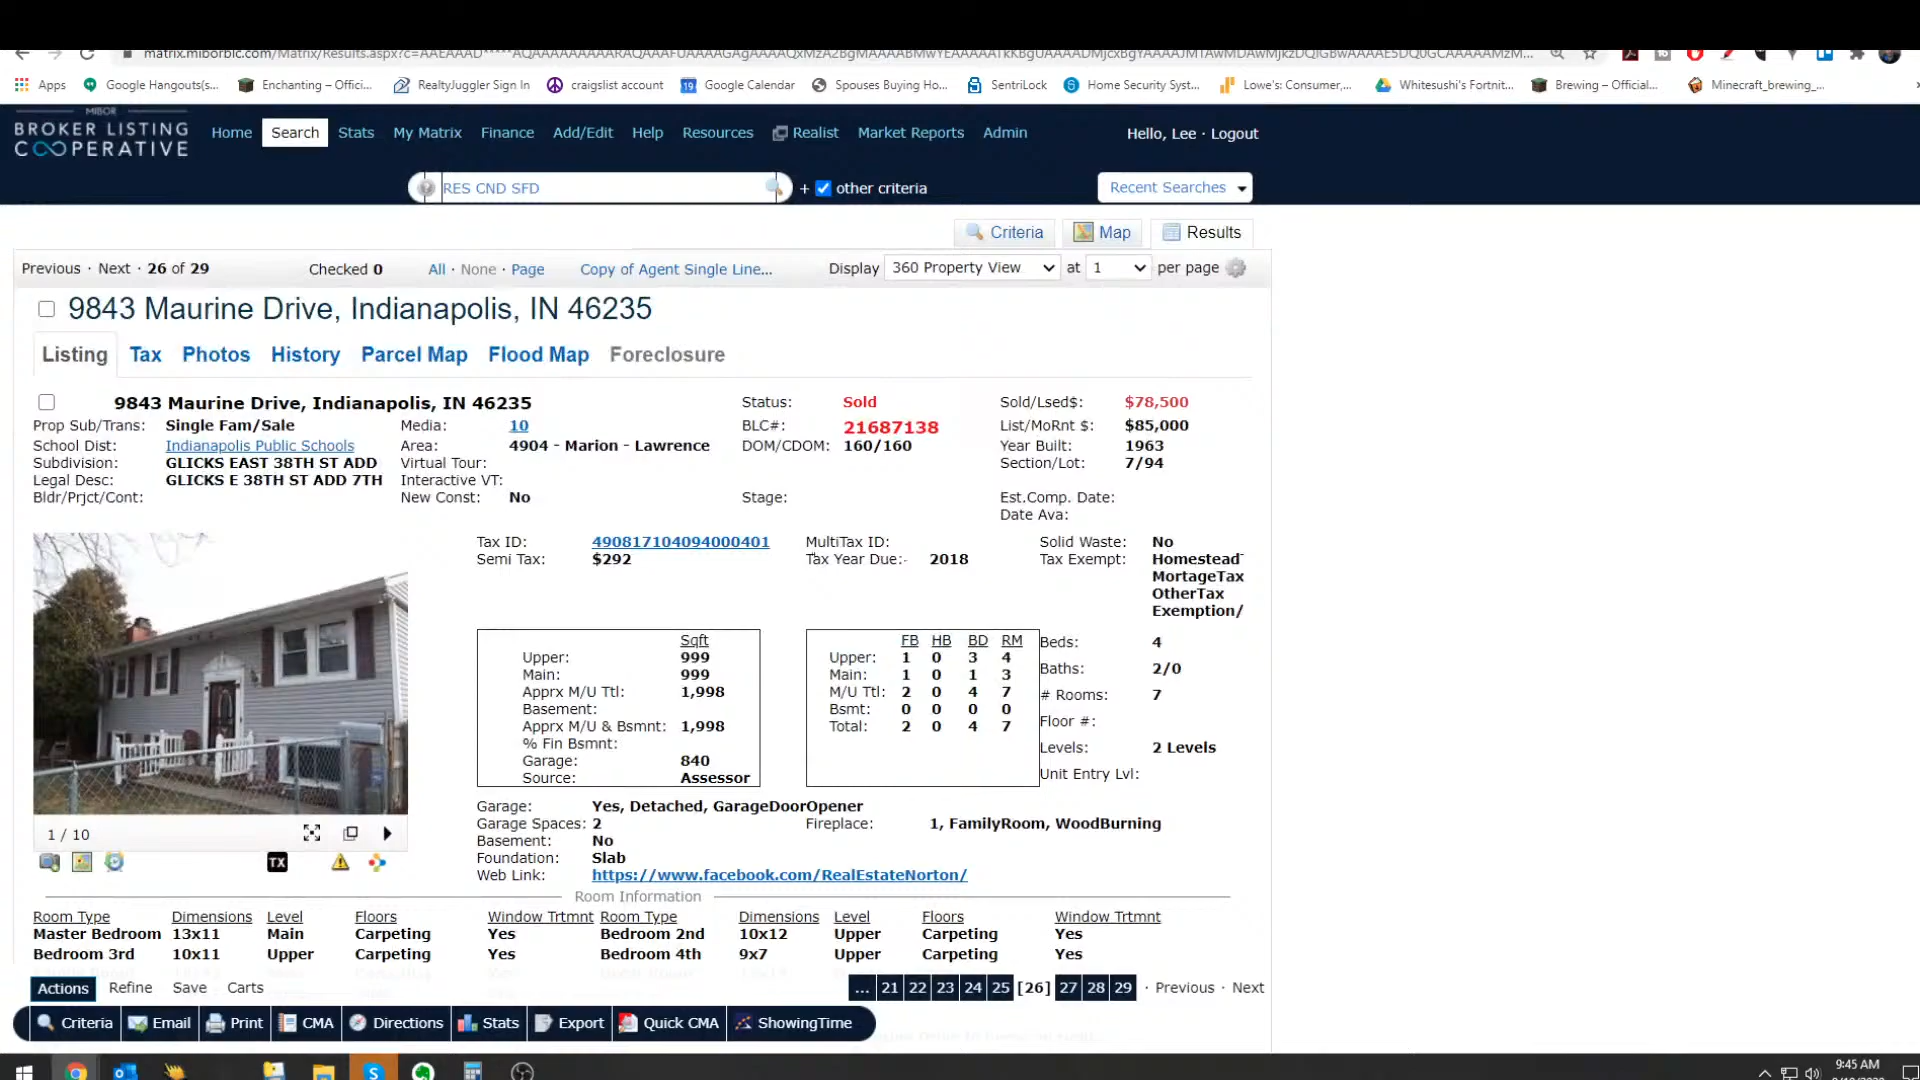 matrix.miborblc.com/Matrix/Results.aspx?c=
Apps Google Hangouts(s... Enchanting – Offici... RealtyJuggler Sign In craigslist account 19 Google Calendar Spouses Buying Ho... SentriLock Home Security Syst... Lowe's: Consumer,... Whitesushi's Fortnit... Brewing – Official... Minecraft_brewing_...
MIBOR
BROKER LISTING
COOPERATIVE
Home Search Stats My Matrix Finance Add/Edit Help Resources Realist Market Reports Admin Hello, Lee · Logout
RES CND SFD + other criteria Recent Searches
Criteria Map Results
Previous · Next · 26 of 29 Checked 0 All · None · Page Copy of Agent Single Line... Display 360 Property View at 1 per page
9843 Maurine Drive, Indianapolis, IN 46235
Listing Tax Photos History Parcel Map Flood Map Foreclosure
9843 Maurine Drive, Indianapolis, IN 46235 Status: Sold Sold/Lsed$: $78,500
Prop Sub/Trans: Single Fam/Sale Media: 10 BLC#: 21687138 List/MoRnt $: $85,000
School Dist: Indianapolis Public Schools Area: 4904 - Marion - Lawrence DOM/CDOM: 160/160 Year Built: 1963
Subdivision: GLICKS EAST 38TH ST ADD Virtual Tour: Section/Lot: 7/94
Legal Desc: GLICKS E 38TH ST ADD 7TH Interactive VT:
Bldr/Prjct/Cont: New Const: No Stage: Est.Comp. Date:
Date Ava:
Tax ID: 490817104094000401 MultiTax ID: Solid Waste: No
Semi Tax: $292 Tax Year Due: 2018 Tax Exempt: Homestead
MortageTax
OtherTax
Exemption/
Sqft FB HB BD RM Beds: 4
Upper: 999 Upper: 1 0 3 4
Main: 999 Main: 1 0 1 3 Baths: 2/0
Apprx M/U Ttl: 1,998 M/U Ttl: 2 0 4 7 # Rooms: 7
Basement: Bsmt: 0 0 0 0
Apprx M/U & Bsmnt: 1,998 Total: 2 0 4 7 Floor #:
% Fin Bsmnt: Levels: 2 Levels
Garage: 840
Source: Assessor Unit Entry Lvl:
Garage: Yes, Detached, GarageDoorOpener
Garage Spaces: 2 Fireplace: 1, FamilyRoom, WoodBurning
1 / 10
Basement: No
Foundation: Slab
TX
Web Link: https://www.facebook.com/RealEstateNorton/
Room Information
Room Type Dimensions Level Floors Window Trtmnt Room Type Dimensions Level Floors Window Trtmnt
Master Bedroom 13x11 Main Carpeting Yes Bedroom 2nd 10x12 Upper Carpeting Yes
Bedroom 3rd 10x11 Upper Carpeting Yes Bedroom 4th 9x7 Upper Carpeting Yes
Actions Refine Save Carts ... 21 22 23 24 25 [26] 27 28 29 · Previous · Next
Criteria Email Print CMA Directions Stats Export Quick CMA ShowingTime
9:45 AM